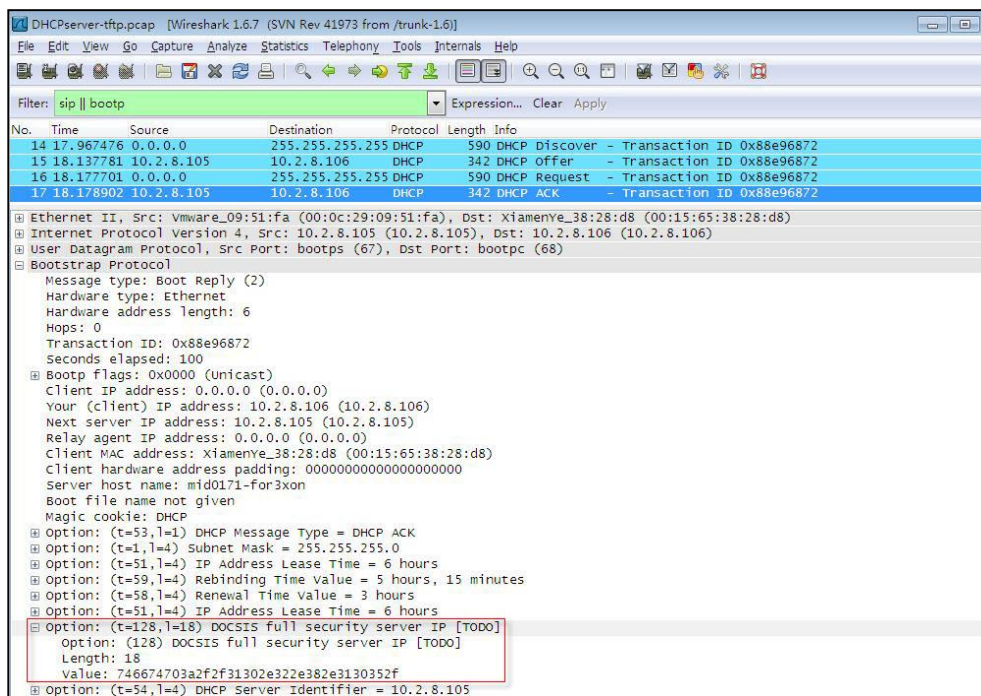 DHCPserver-tftp.pcap [Wireshark 1.6.7 (SVN Rev 41973 from /trunk-1.6)]
File Edit View Go Capture Analyze Statistics Telephony Tools Internals Help
Filter: sip || bootp Expression... Clear Apply
No. Time Source Destination Protocol Length Info
14 17.967476 0.0.0.0 255.255.255.255 DHCP 590 DHCP Discover - Transaction ID 0x88e96872
15 18.137781 10.2.8.105 10.2.8.106 DHCP 342 DHCP Offer - Transaction ID 0x88e96872
16 18.177701 0.0.0.0 255.255.255.255 DHCP 590 DHCP Request - Transaction ID 0x88e96872
17 18.178902 10.2.8.105 10.2.8.106 DHCP 342 DHCP ACK - Transaction ID 0x88e96872
Ethernet II, Src: Vmware_09:51:fa (00:0c:29:09:51:fa), Dst: XiamenYe_38:28:d8 (00:15:65:38:28:d8)
Internet Protocol Version 4, Src: 10.2.8.105 (10.2.8.105), Dst: 10.2.8.106 (10.2.8.106)
User Datagram Protocol, Src Port: bootps (67), Dst Port: bootpc (68)
Bootstrap Protocol
Message type: Boot Reply (2)
Hardware type: Ethernet
Hardware address length: 6
Hops: 0
Transaction ID: 0x88e96872
Seconds elapsed: 100
Bootp flags: 0x0000 (Unicast)
Client IP address: 0.0.0.0 (0.0.0.0)
Your (client) IP address: 10.2.8.106 (10.2.8.106)
Next server IP address: 10.2.8.105 (10.2.8.105)
Relay agent IP address: 0.0.0.0 (0.0.0.0)
Client MAC address: XiamenYe_38:28:d8 (00:15:65:38:28:d8)
Client hardware address padding: 00000000000000000000
Server host name: mid0171-for3xon
Boot file name not given
Magic cookie: DHCP
Option: (t=53,l=1) DHCP Message Type = DHCP ACK
Option: (t=1,l=4) Subnet Mask = 255.255.255.0
Option: (t=51,l=4) IP Address Lease Time = 6 hours
Option: (t=59,l=4) Rebinding Time Value = 5 hours, 15 minutes
Option: (t=58,l=4) Renewal Time Value = 3 hours
Option: (t=51,l=4) IP Address Lease Time = 6 hours
Option: (t=128,l=18) DOCSIS full security server IP [TODO]
Option: (128) DOCSIS full security server IP [TODO]
Length: 18
Value: 746674703a2f2f31302e322e382e3130352f
Option: (t=54,l=4) DHCP Server Identifier = 10.2.8.105